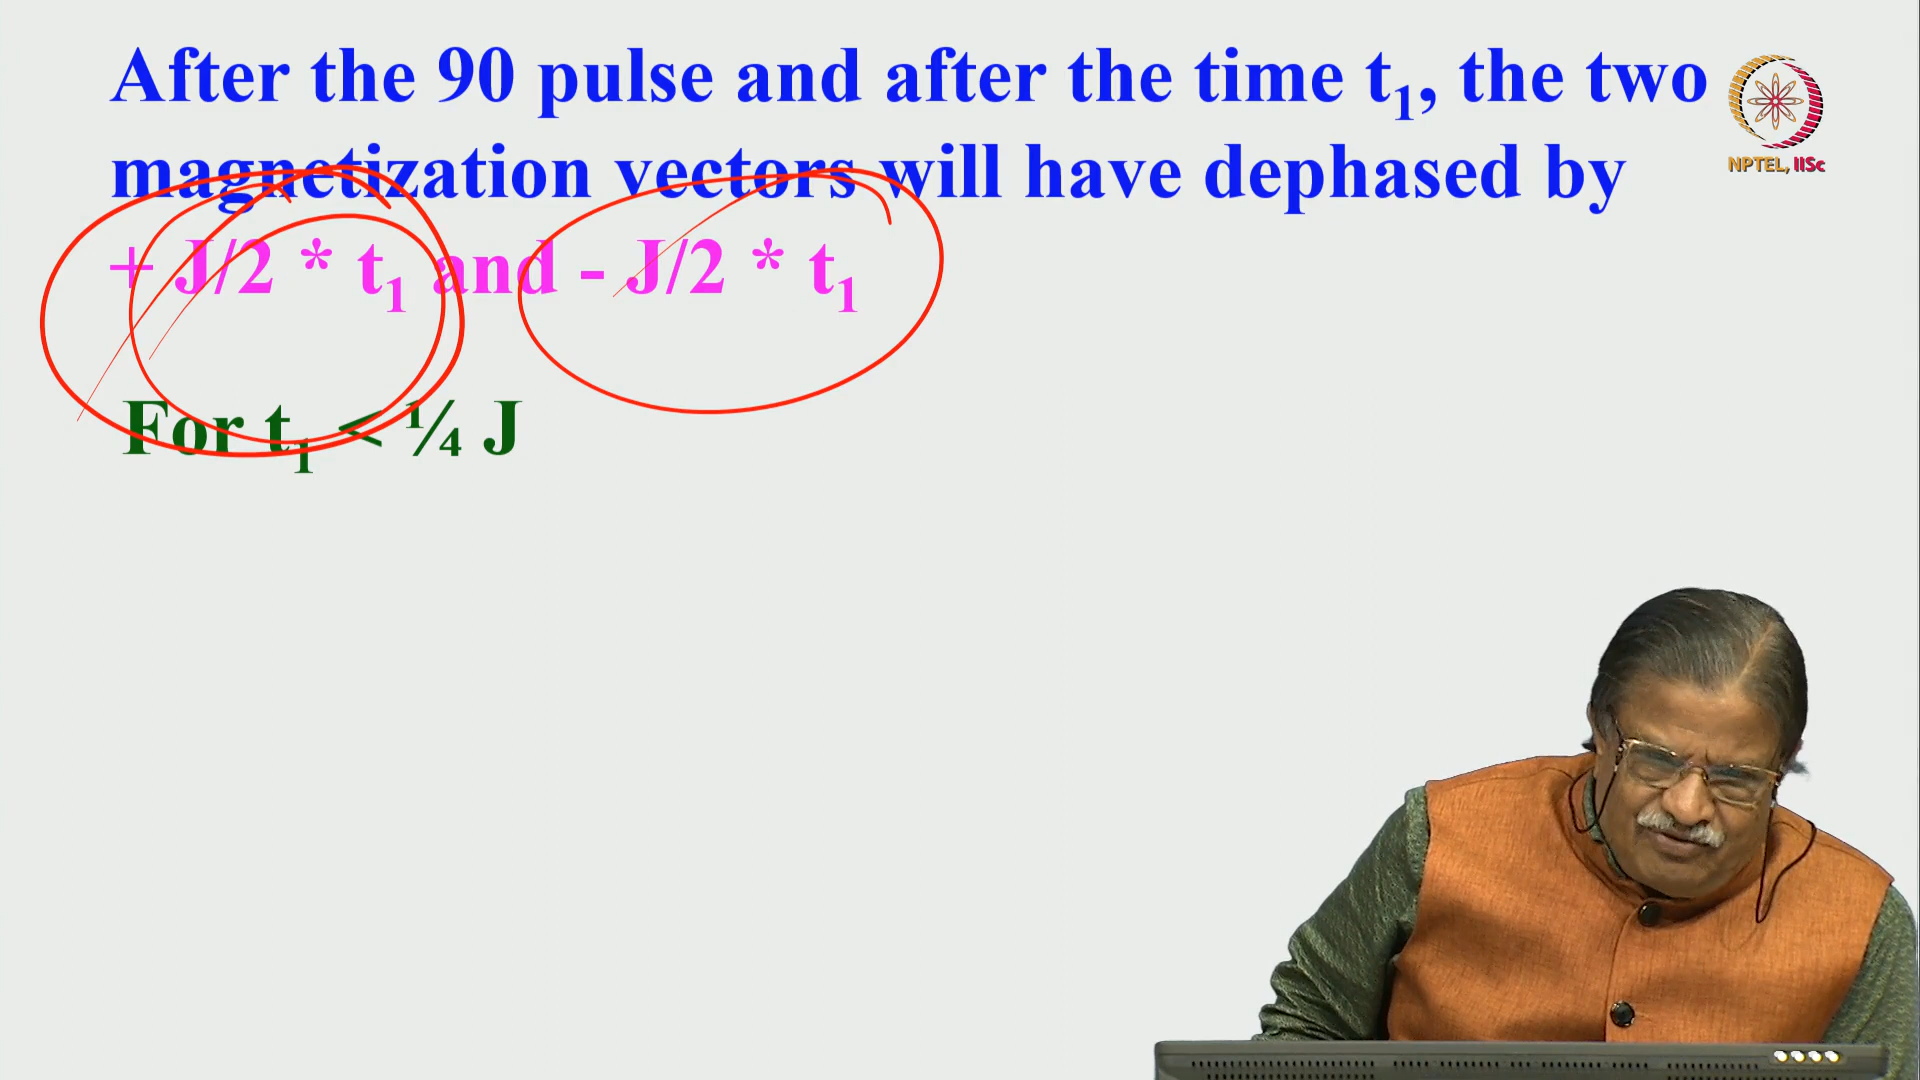 After the 90 pulse and after the time t₁, the two
magnetization vectors will have dephased by
+ J/2 * t₁ and - J/2 * t₁
For t₁ < ¼ J
NPTEL, IISc